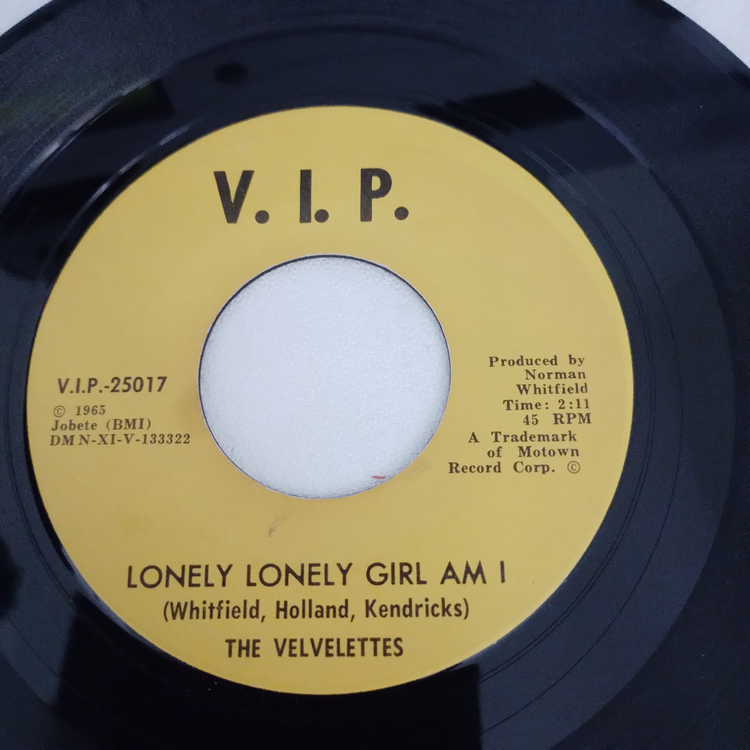 V. I. P.
V.I.P.-25017
© 1965
Jobete (BMI)
DM N-XI-V-133322
Produced by
Norman
Whitfield
Time: 2:11
45 RPM
A Trademark
of Motown
Record Corp. ©
LONELY LONELY GIRL AM I
(Whitfield, Holland, Kendricks)
THE VELVELETTES